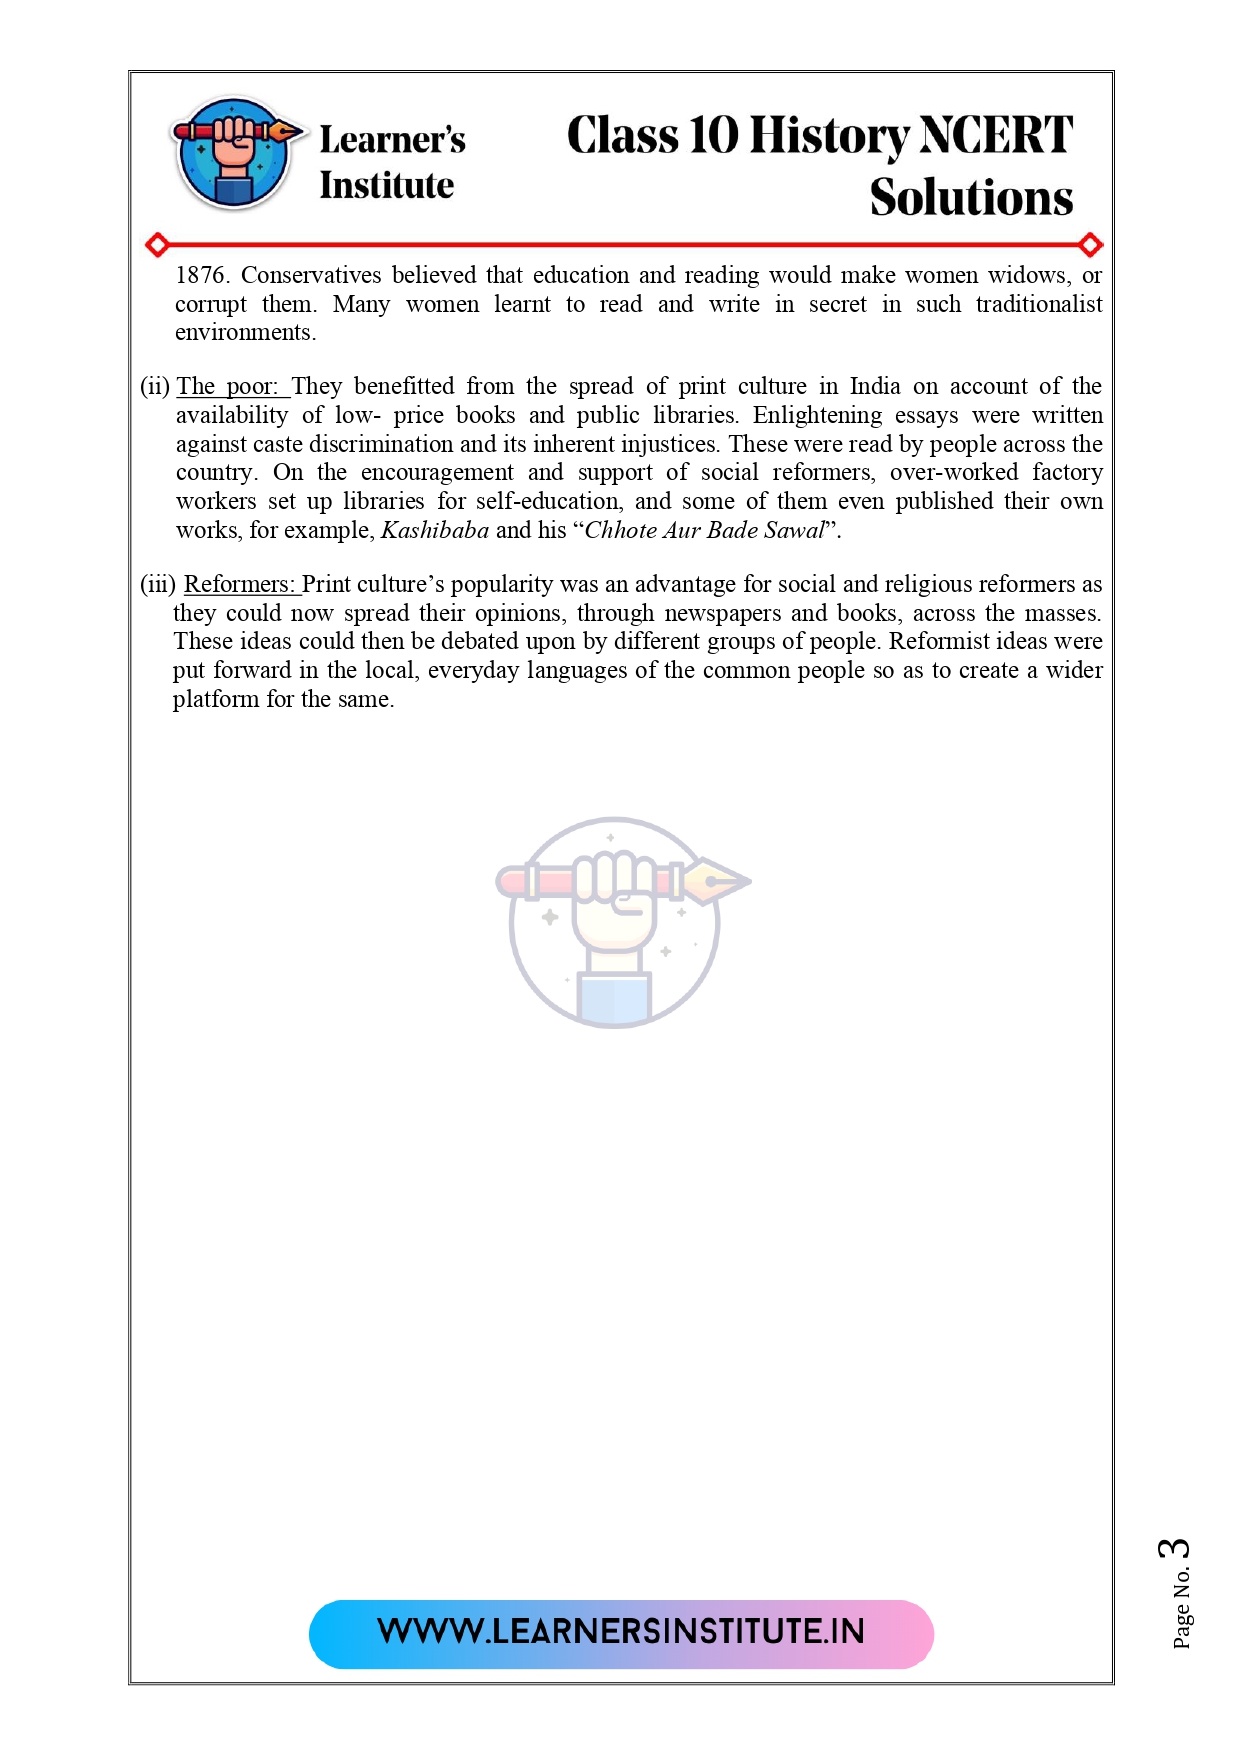 Learner's
Institute
Class 10 History NCERT
Solutions
1876. Conservatives believed that education and reading would make women widows, or
corrupt them. Many women learnt to read and write in secret in such traditionalist
environments.
(ii) The poor: They benefitted from the spread of print culture in India on account of the
availability of low- price books and public libraries. Enlightening essays were written
against caste discrimination and its inherent injustices. These were read by people across the
country. On the encouragement and support of social reformers, over-worked factory
workers set up libraries for self-education, and some of them even published their own
works, for example, Kashibaba and his “Chhote Aur Bade Sawal”.
(iii) Reformers: Print culture’s popularity was an advantage for social and religious reformers as
they could now spread their opinions, through newspapers and books, across the masses.
These ideas could then be debated upon by different groups of people. Reformist ideas were
put forward in the local, everyday languages of the common people so as to create a wider
platform for the same.
Page No. 3
WWW.LEARNERSINSTITUTE.IN